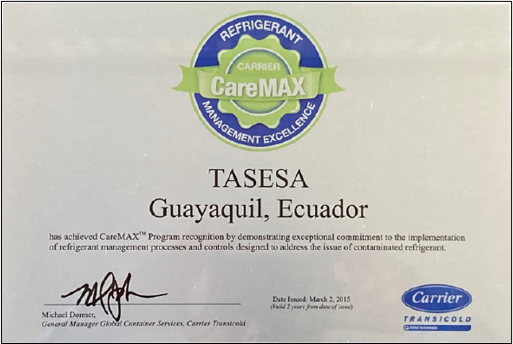 REFRIGERANT
CARRIER
CareMAX
MANAGEMENT EXCELLENCE
TASESA
Guayaquil, Ecuador
has achieved CareMAX™ Program recognition by demonstrating exceptional commitment to the implementation
of refrigerant management processes and controls designed to address the issue of contaminated refrigerant.
Date Issued: March 2, 2015
(Valid 2 years from date of issue)
Michael Dormer,
General Manager Global Container Services, Carrier Transicold
Carrier
TRANSICOLD